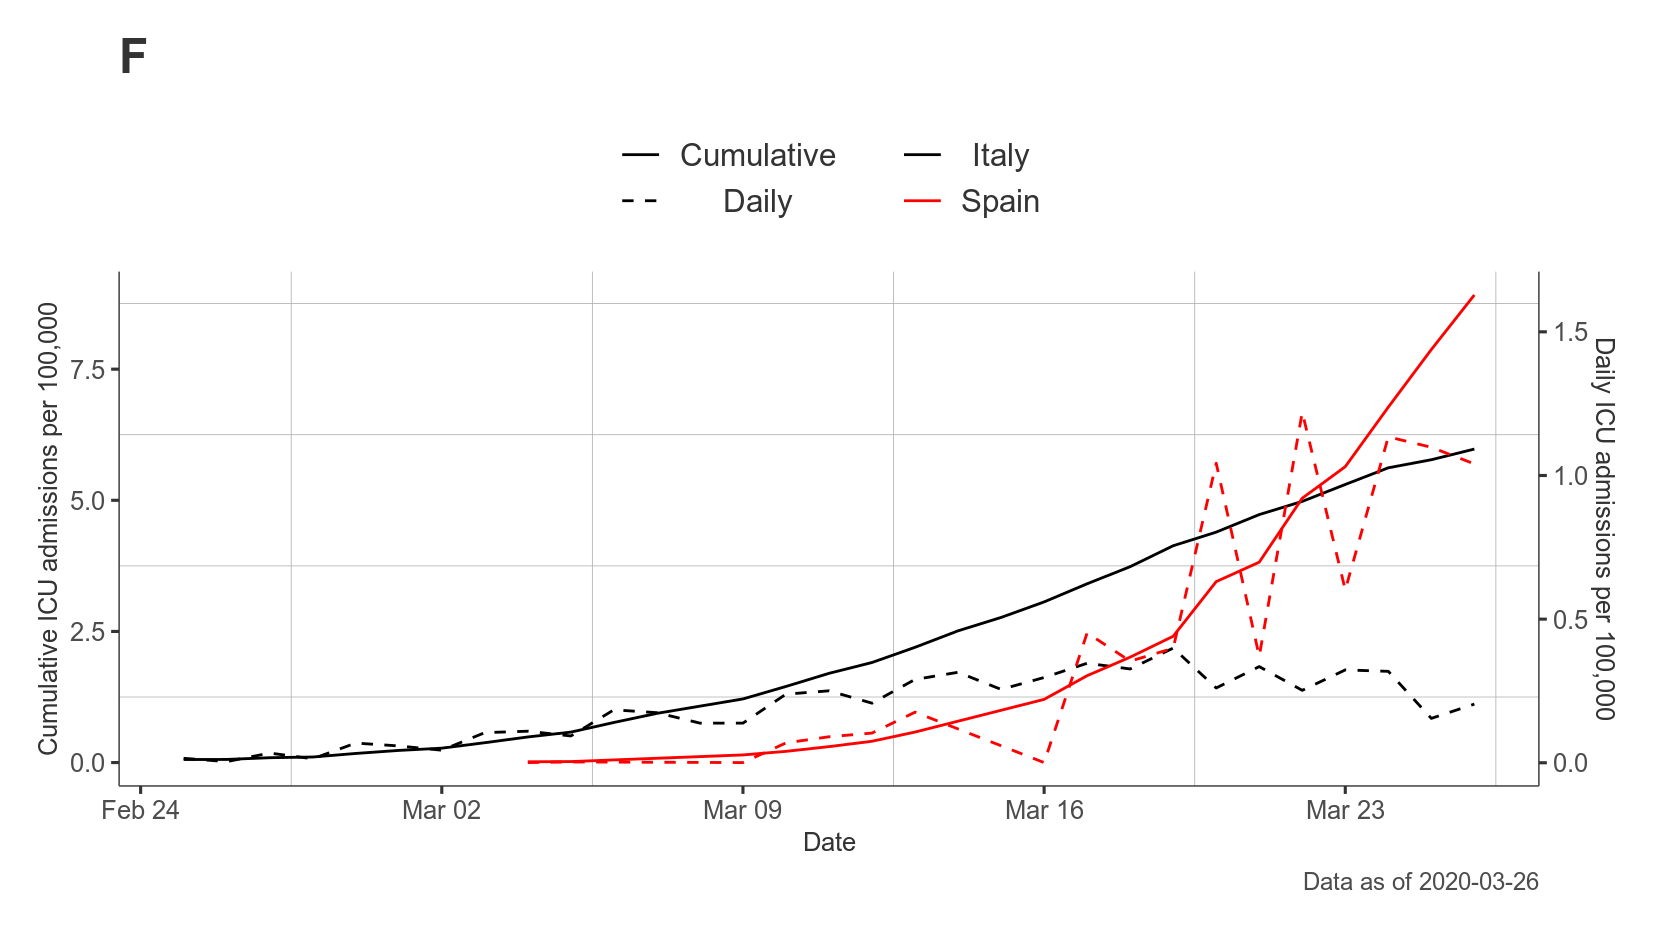 F
Cumulative
Italy
Daily
Spain
Cumulative ICU admissions per 100,000
7.5
5.0
2.5
0.0
1.5
1.0
0.5
0.0
Daily ICU admissions per 100,000
Feb 24
Mar 02
Mar 09
Mar 16
Mar 23
Date
Data as of 2020-03-26